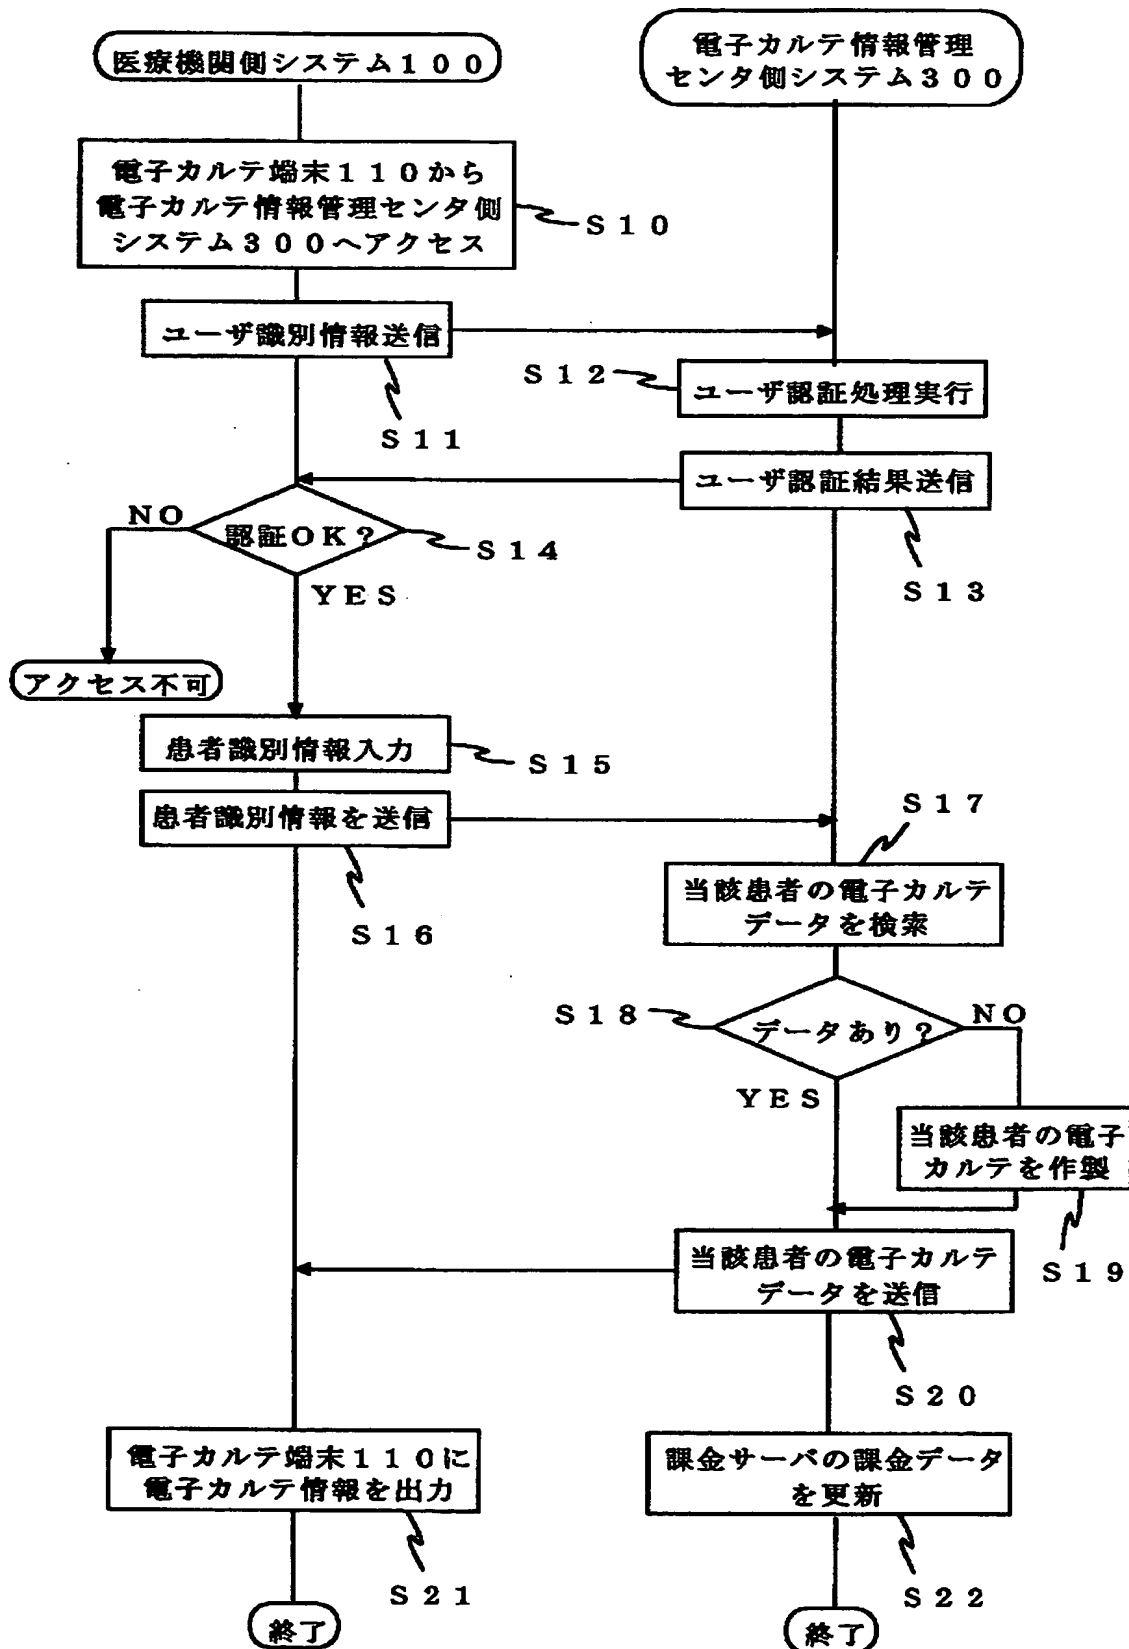 医療機関側システム100
電子カルテ情報管理
センタ側システム300
電子カルテ端末110から
電子カルテ情報管理センタ側
システム300へアクセス
S10
ユーザ識別情報送信
S11
S12
ユーザ認証処理実行
ユーザ認証結果送信
S13
NO
認証OK?
S14
YES
アクセス不可
患者識別情報入力
S15
患者識別情報を送信
S16
S17
当該患者の電子カルテ
データを検索
S18
データあり?
NO
YES
当該患者の電子
カルテを作製
S19
当該患者の電子カルテ
データを送信
S20
電子カルテ端末110に
電子カルテ情報を出力
S21
課金サーバの課金データ
を更新
S22
終了
終了